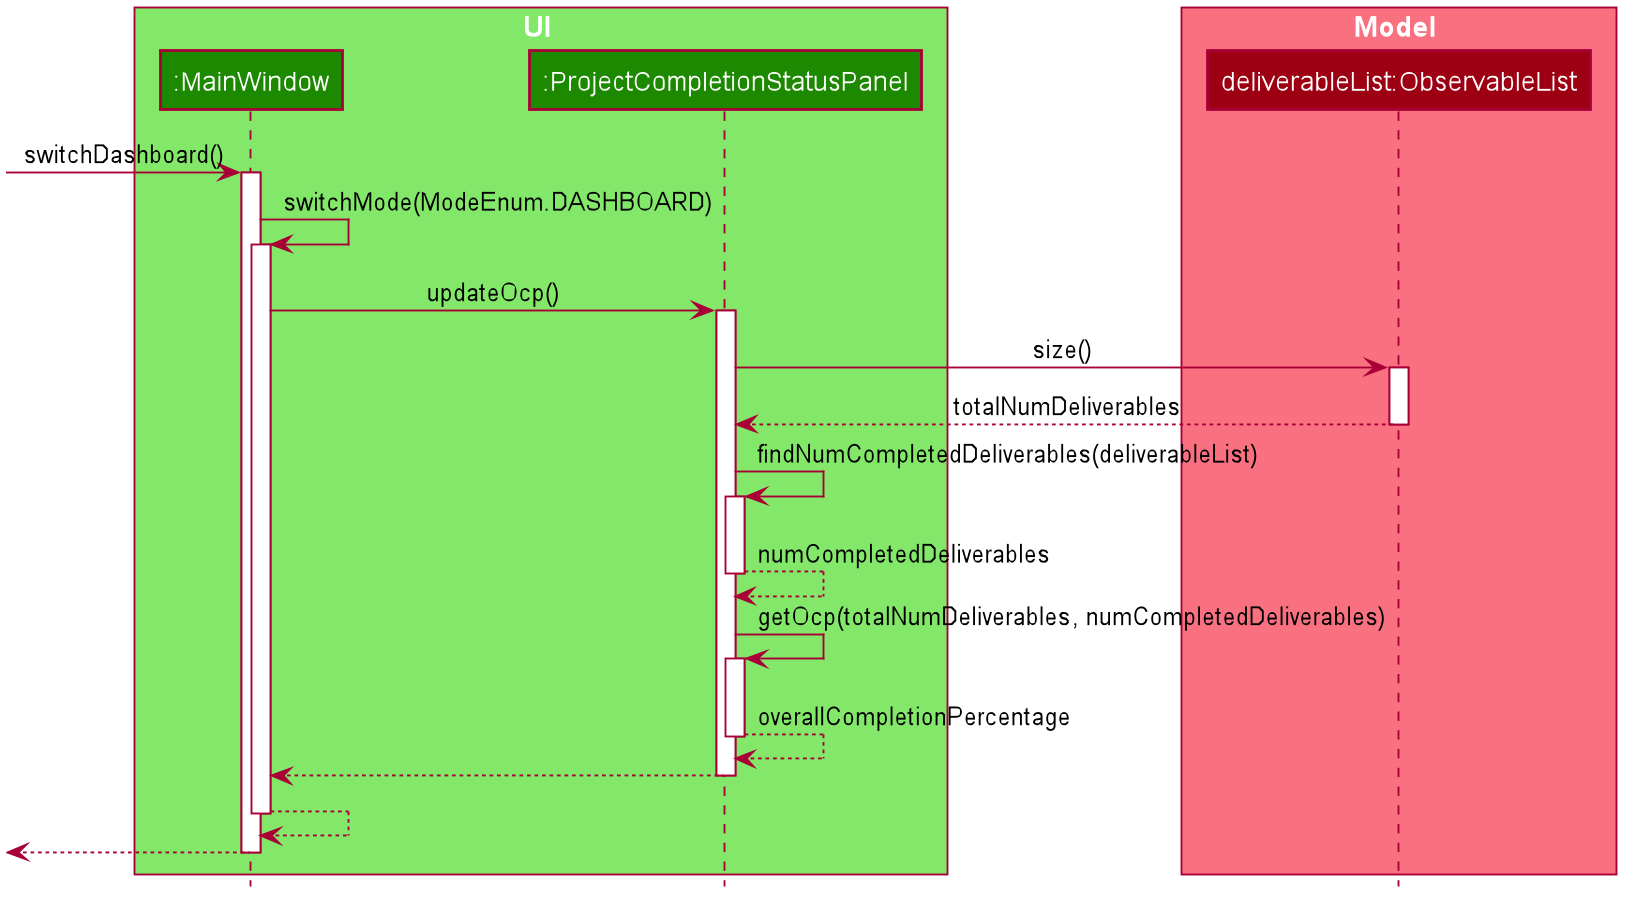 UI
Model
:MainWindow
:ProjectCompletionStatusPanel
deliverableList:ObservableList
switchDashboard()
switchMode(ModeEnum.DASHBOARD)
updateOcp()
size()
totalNumDeliverables
findNumCompletedDeliverables(deliverableList)
numCompletedDeliverables
getOcp(totalNumDeliverables, numCompletedDeliverables)
overallCompletionPercentage